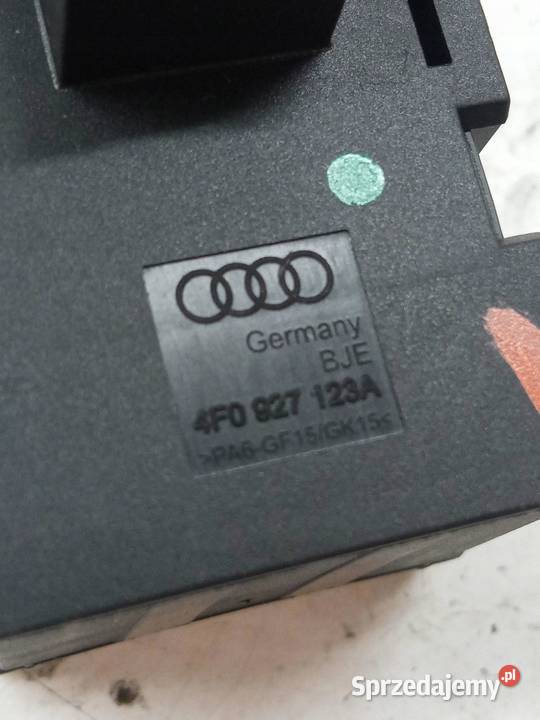 Germany
BJE
4F0 927 123A
>PA6-GF15/GK15<
Sprzedajemy.pl